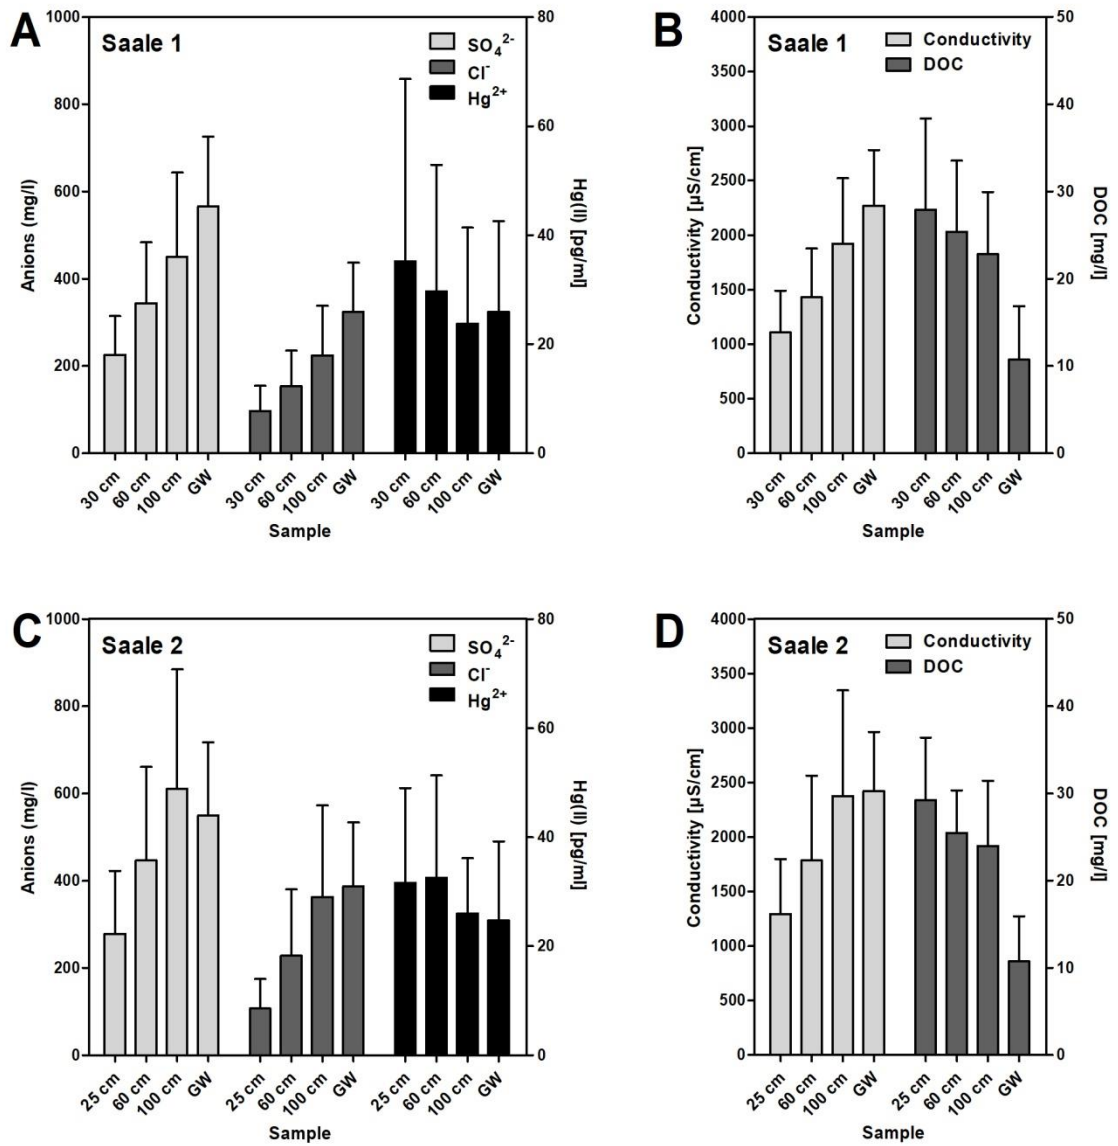 A
Saale 1
SO₄²⁻
Cl⁻
Hg²⁺
1000
800
600
400
200
0
Anions (mg/l)
80
60
40
20
0
Hg(II) [pg/ml]
30 cm
60 cm
100 cm
GW
30 cm
60 cm
100 cm
GW
30 cm
60 cm
100 cm
GW
Sample
B
Saale 1
Conductivity
DOC
4000
3500
3000
2500
2000
1500
1000
500
0
Conductivity [µS/cm]
50
40
30
20
10
0
DOC [mg/l]
30 cm
60 cm
100 cm
GW
30 cm
60 cm
100 cm
GW
Sample
C
Saale 2
SO₄²⁻
Cl⁻
Hg²⁺
1000
800
600
400
200
0
Anions (mg/l)
80
60
40
20
0
Hg(II) [pg/ml]
25 cm
60 cm
100 cm
GW
25 cm
60 cm
100 cm
GW
25 cm
60 cm
100 cm
GW
Sample
D
Saale 2
Conductivity
DOC
4000
3500
3000
2500
2000
1500
1000
500
0
Conductivity [µS/cm]
50
40
30
20
10
0
DOC [mg/l]
25 cm
60 cm
100 cm
GW
25 cm
60 cm
100 cm
GW
Sample